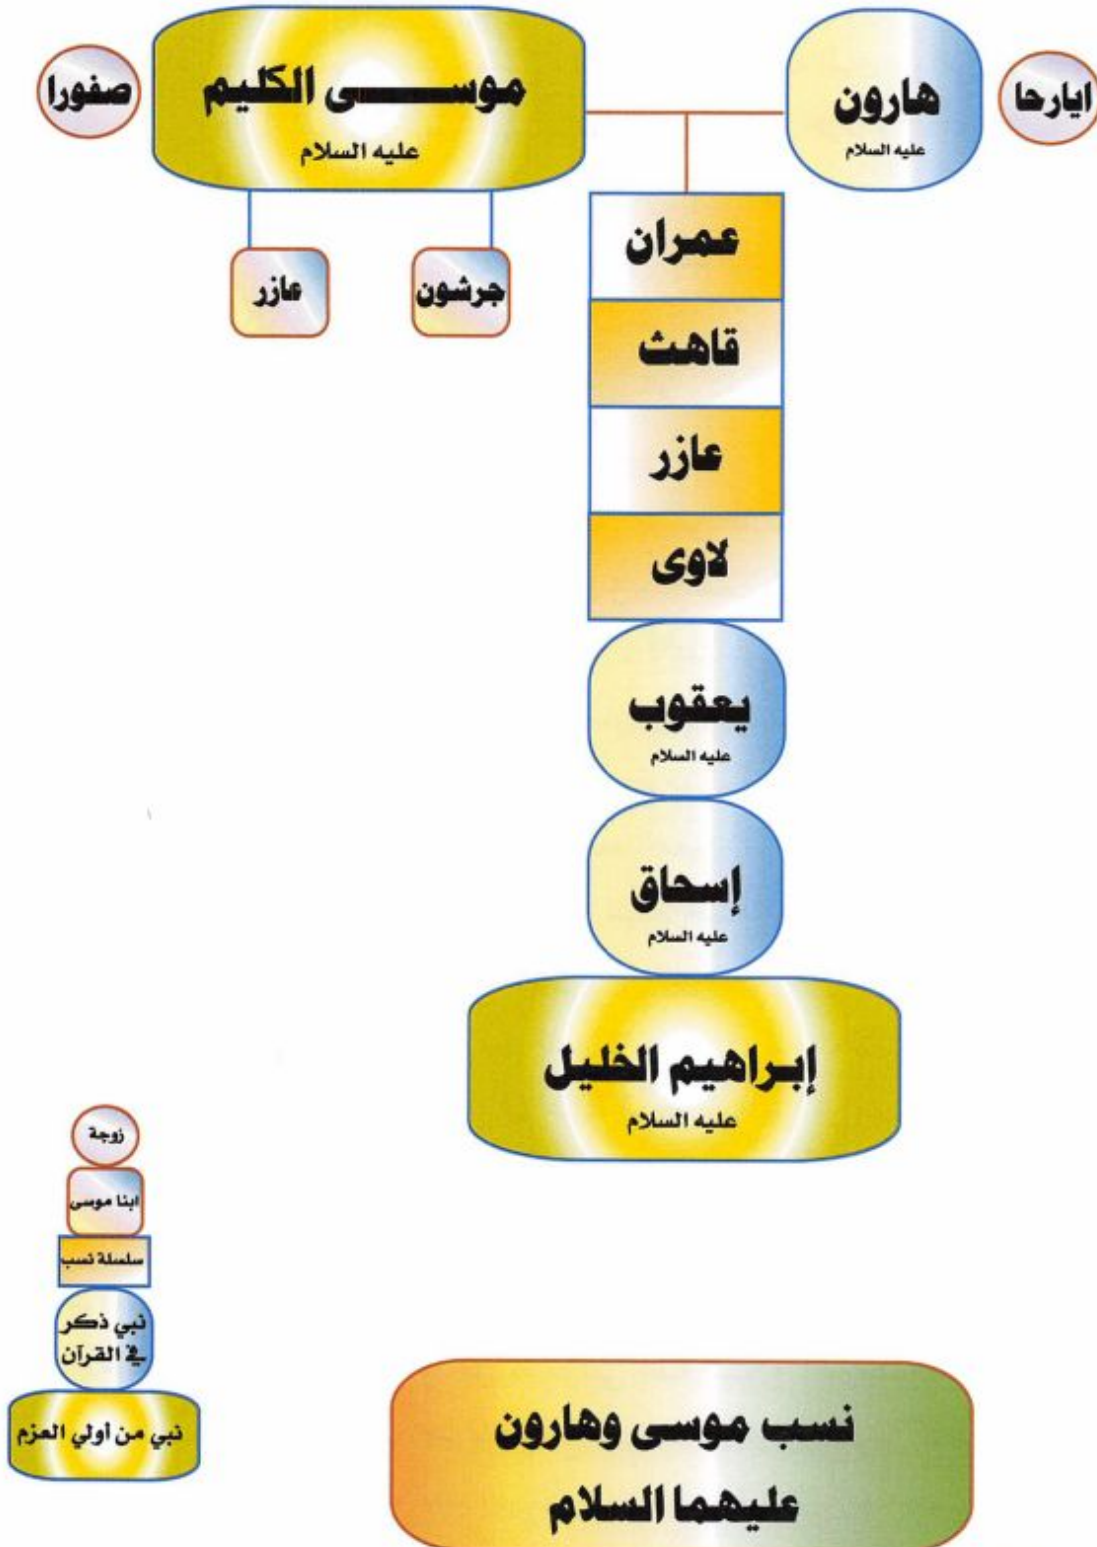 ايارحا
هارون
عليه السلام
موســـــى الكليم
عليه السلام
صفورا
جرشون
عازر
عمران
قاهث
عازر
لاوى
يعقوب
عليه السلام
إسحاق
عليه السلام
إبراهيم الخليل
عليه السلام
زوجة
ابنا موسى
سلسلة نسب
نبي ذكر
في القرآن
نبي من أولي العزم
نسب موسى وهارون
عليهما السلام